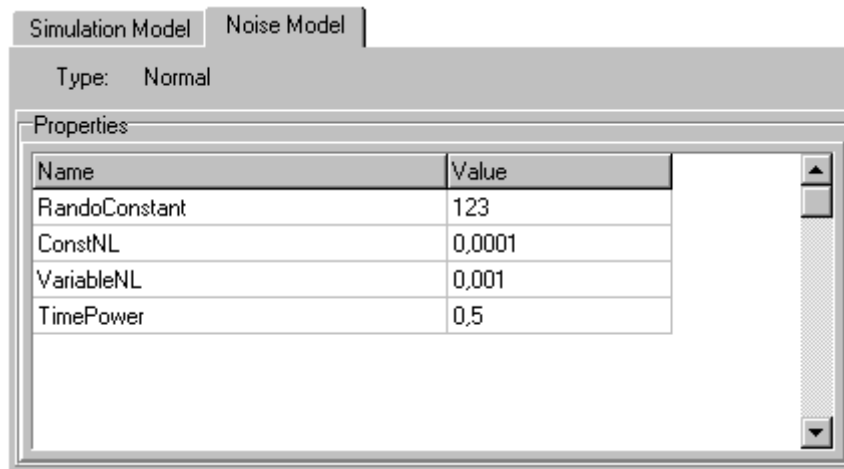 Simulation Model Noise Model
Type: Normal
Properties
Name Value
RandoConstant 123
ConstNL 0,0001
VariableNL 0,001
TimePower 0,5